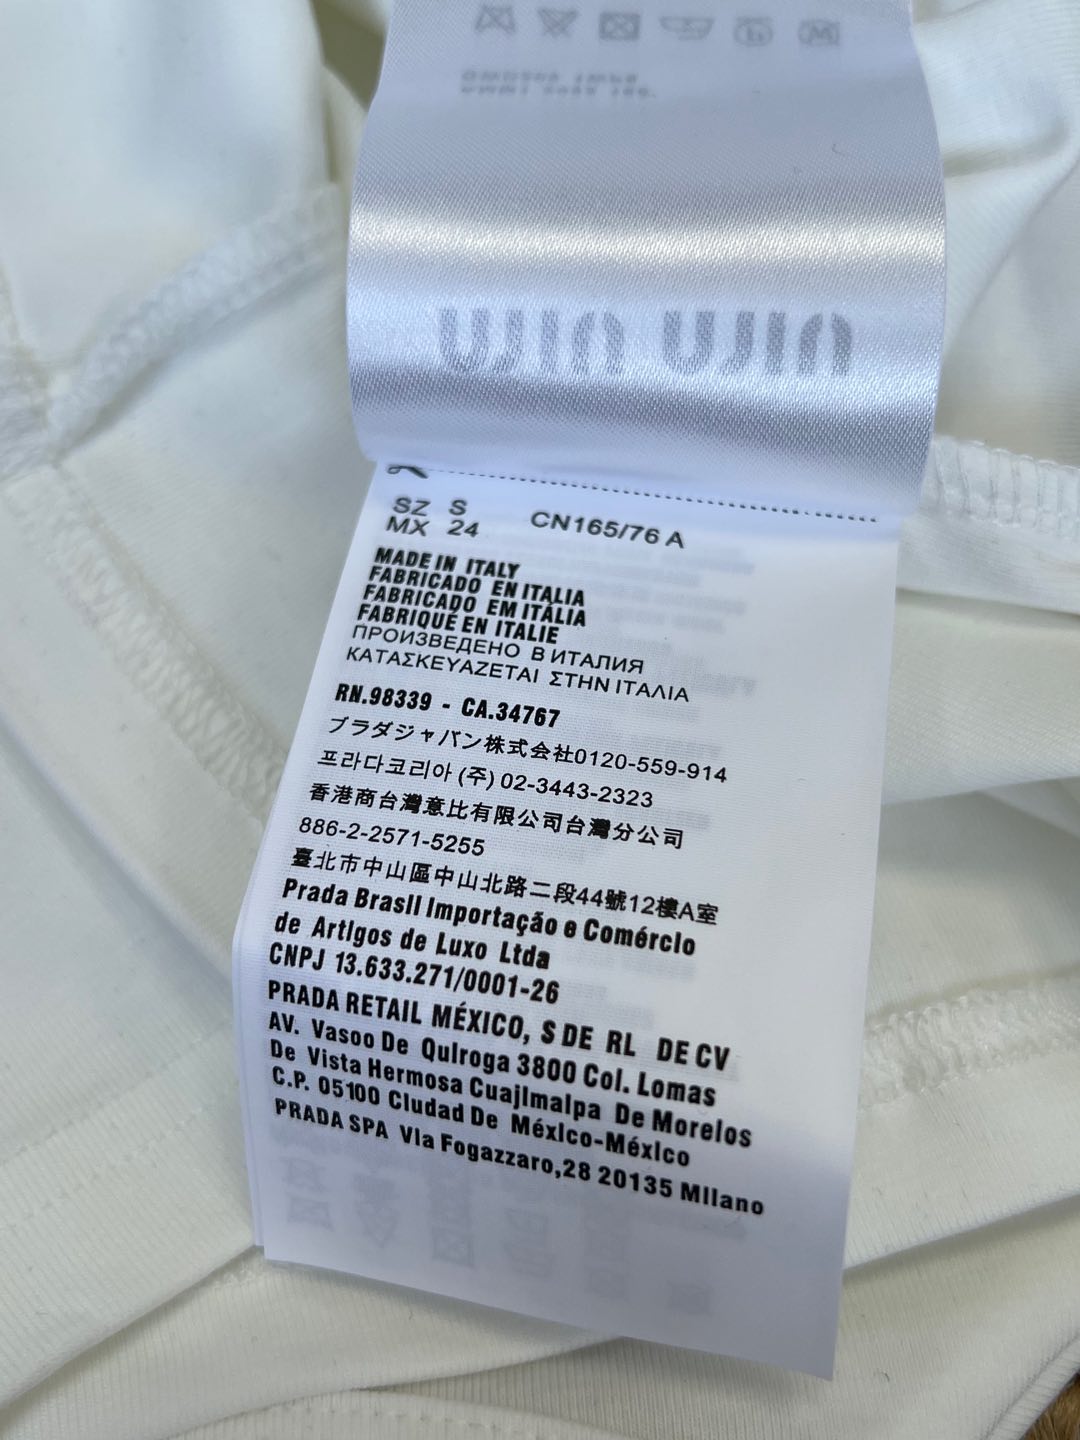 miu miu
SZ S CN165/76 A
MX 24
MADE IN ITALY
FABRICADO EN ITALIA
FABRICADO EM ITÁLIA
FABRIQUÉ EN ITALIE
ПРОИЗВЕДЕНО В ИТАЛИЯ
ΚΑΤΑΣΚΕΥΑΖΕΤΑΙ ΣΤΗΝ ΙΤΑΛΙΑ
RN.98339 - CA.34767
プラダジャパン株式会社0120-559-914
프라다코리아 (주) 02-3443-2323
香港商台灣意比有限公司台灣分公司
886-2-2571-5255
臺北市中山區中山北路二段44號12樓A室
Prada Brasil Importação e Comércio
de Artigos de Luxo Ltda
CNPJ 13.633.271/0001-26
PRADA RETAIL MÉXICO, S DE RL DE CV
AV. Vasoo De Quiroga 3800 Col. Lomas
De Vista Hermosa Cuajimalpa De Morelos
C.P. 05100 Ciudad De México-México
PRADA SPA Via Fogazzaro,28 20135 Milano